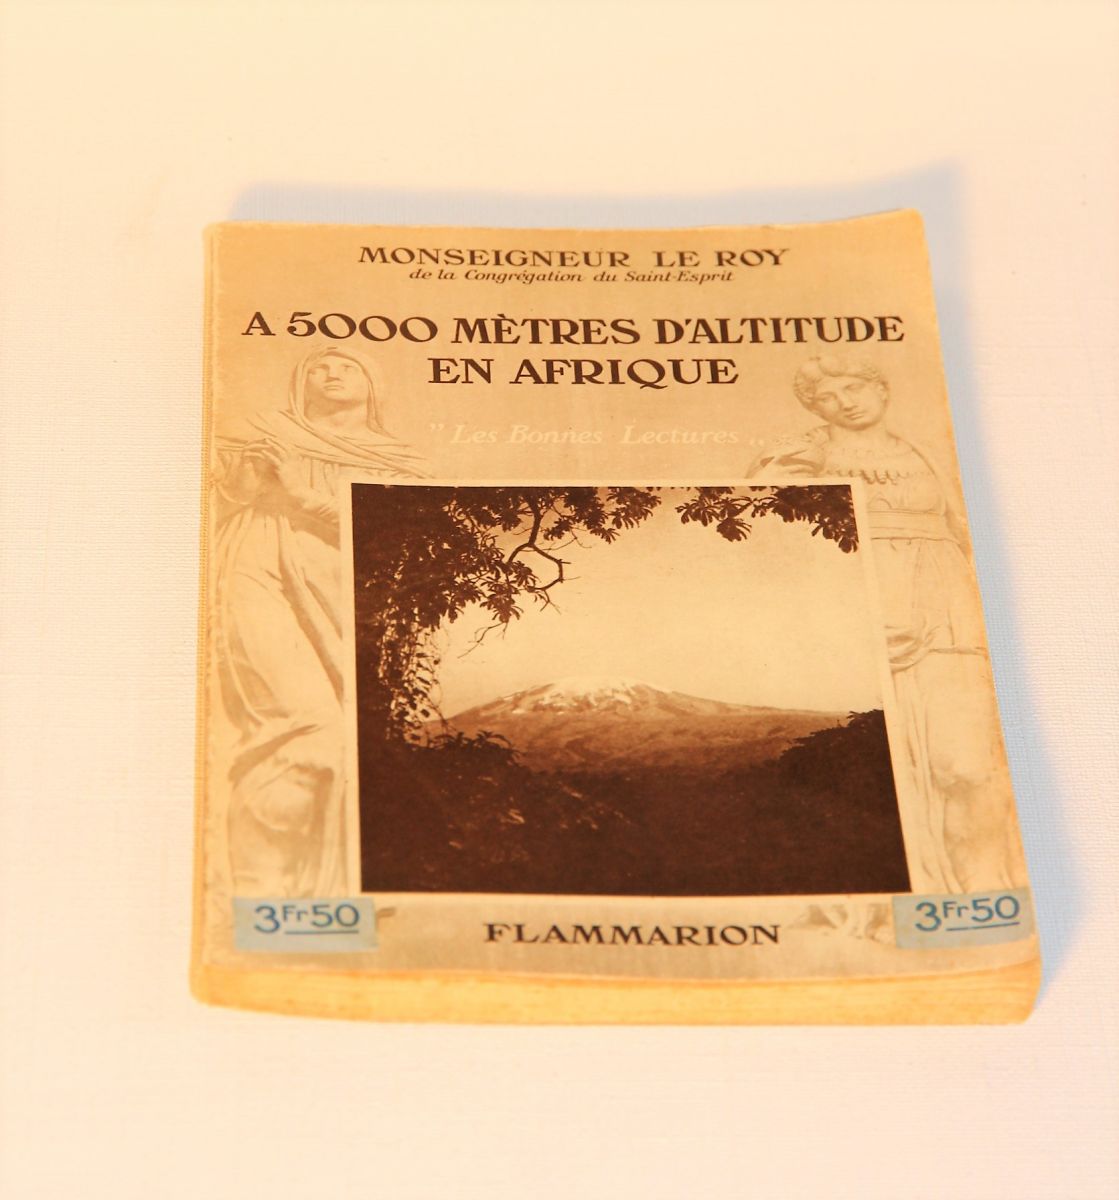 MONSEIGNEUR LE ROY
de la Congrégation du Saint-Esprit
A 5000 MÈTRES D'ALTITUDE
EN AFRIQUE
" Les Bonnes Lectures „
3Fr50
FLAMMARION
3Fr50